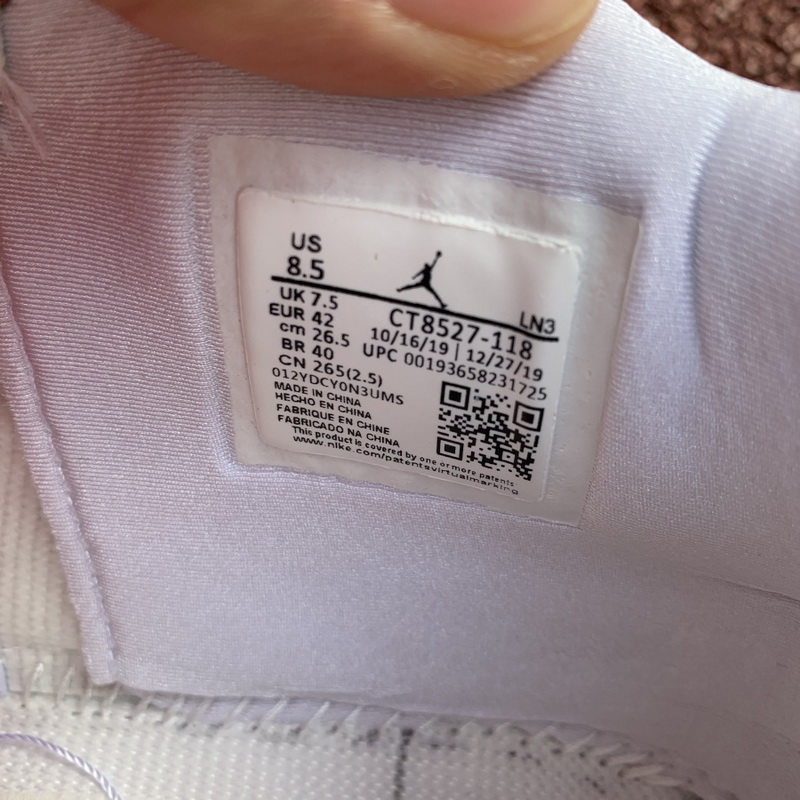 US
8.5
LN3
UK 7.5
EUR 42
cm 26.5
BR 40
CN 265(2.5)
CT8527-118
10/16/19 | 12/27/19
UPC 00193658231725
012YDCY0N3UMS
MADE IN CHINA
HECHO EN CHINA
FABRIQUE EN CHINE
FABRICADO NA CHINA
This product is covered by one or more patents
www.nike.com/patentsvirtualmarking